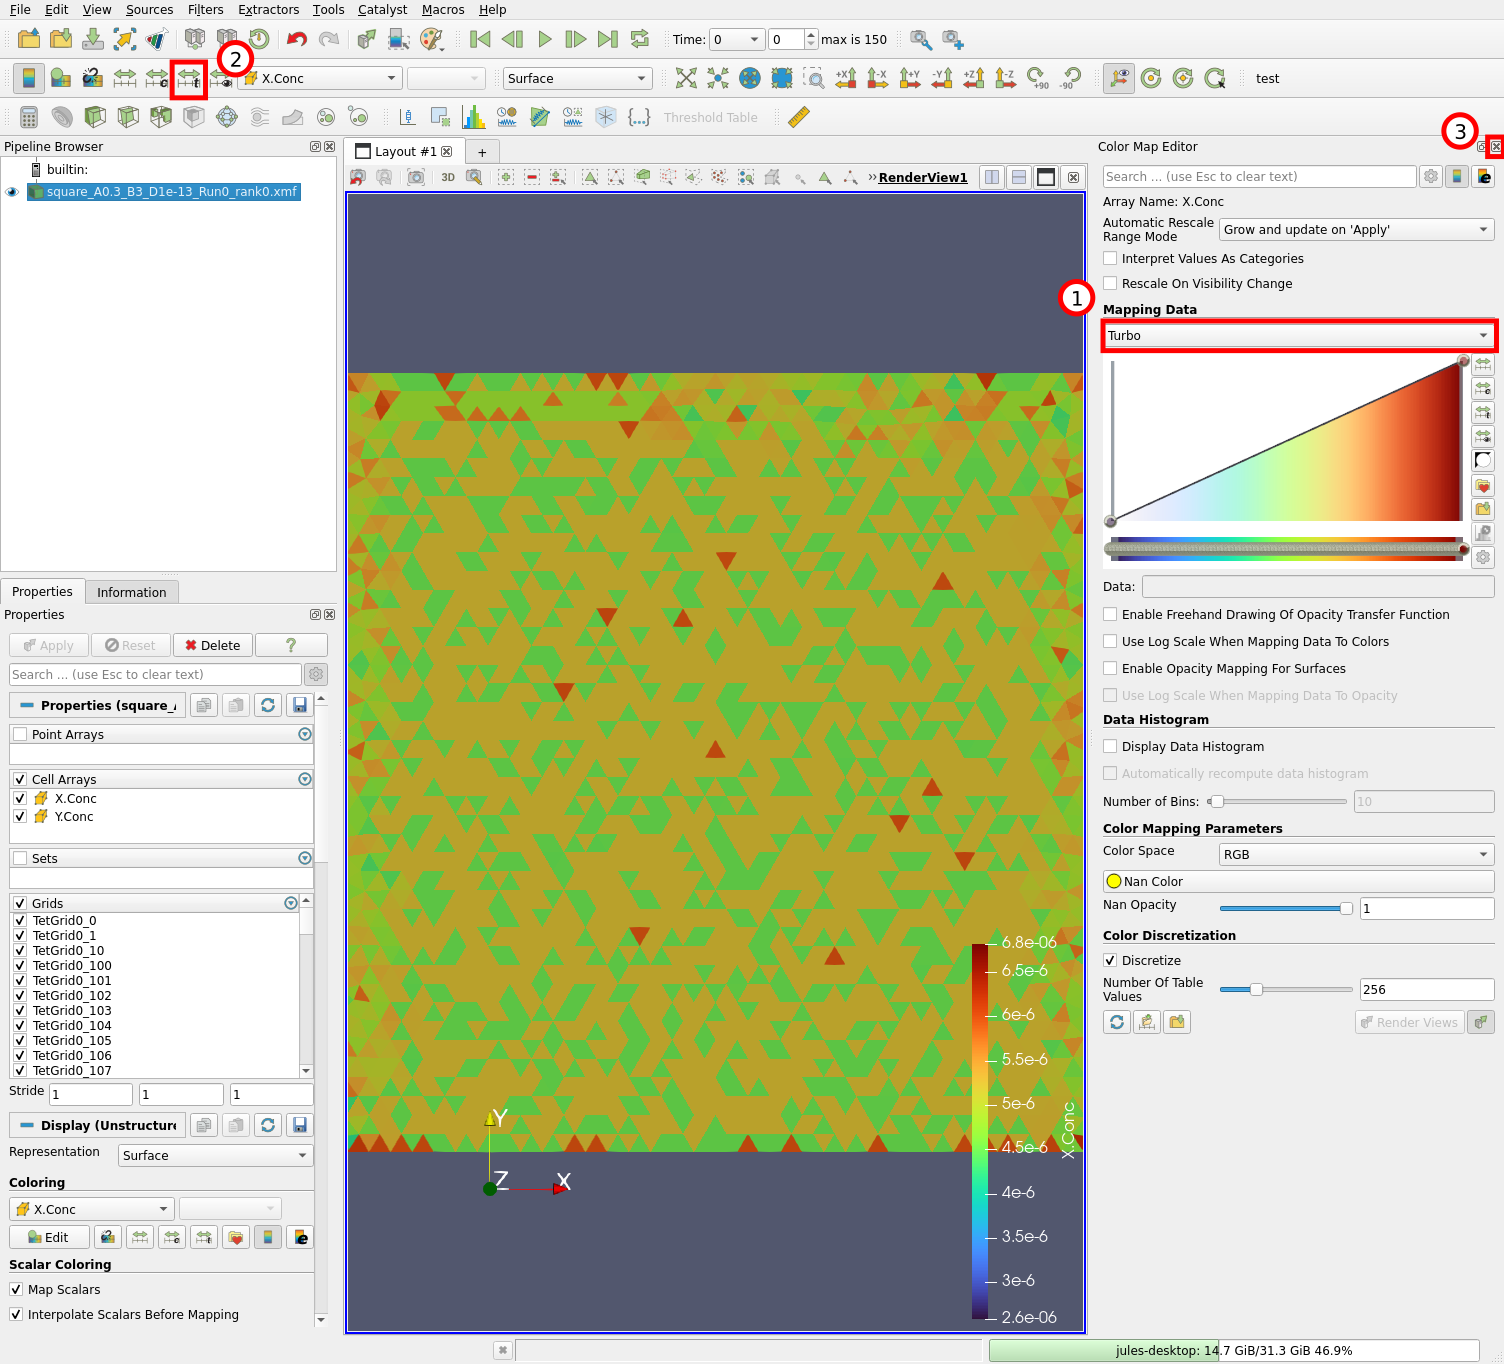 File Edit View Sources Filters Extractors Tools Catalyst Macros Help
Time: 0 0 max is 150
2
X.Conc Surface +X -X +Y -Y +Z -Z +90 -90 test
Threshold Table
3
Pipeline Browser
builtin:
square_A0.3_B3_D1e-13_Run0_rank0.xmf
Properties Information
Properties
Apply Reset Delete ?
Search ... (use Esc to clear text)
Properties (square_
Point Arrays
Cell Arrays
X.Conc
Y.Conc
Sets
Grids
TetGrid0_0
TetGrid0_1
TetGrid0_10
TetGrid0_100
TetGrid0_101
TetGrid0_102
TetGrid0_103
TetGrid0_104
TetGrid0_105
TetGrid0_106
TetGrid0_107
Stride 1 1 1
Display (Unstructure
Representation Surface
Coloring
X.Conc
Edit
Scalar Coloring
Map Scalars
Interpolate Scalars Before Mapping
Layout #1 +
3D »RenderView1
6.8e-06
6.5e-6
6e-6
5.5e-6
5e-6
4.5e-6
4e-6
3.5e-6
3e-6
2.6e-06
X.Conc
Y
Z X
Color Map Editor
Search ... (use Esc to clear text)
Array Name: X.Conc
Automatic Rescale
Range Mode
Grow and update on 'Apply'
Interpret Values As Categories
Rescale On Visibility Change
1
Mapping Data
Turbo
Data:
Enable Freehand Drawing Of Opacity Transfer Function
Use Log Scale When Mapping Data To Colors
Enable Opacity Mapping For Surfaces
Use Log Scale When Mapping Data To Opacity
Data Histogram
Display Data Histogram
Automatically recompute data histogram
Number of Bins: 10
Color Mapping Parameters
Color Space RGB
Nan Color
Nan Opacity 1
Color Discretization
Discretize
Number Of Table
Values
256
Render Views
jules-desktop: 14.7 GiB/31.3 GiB 46.9%